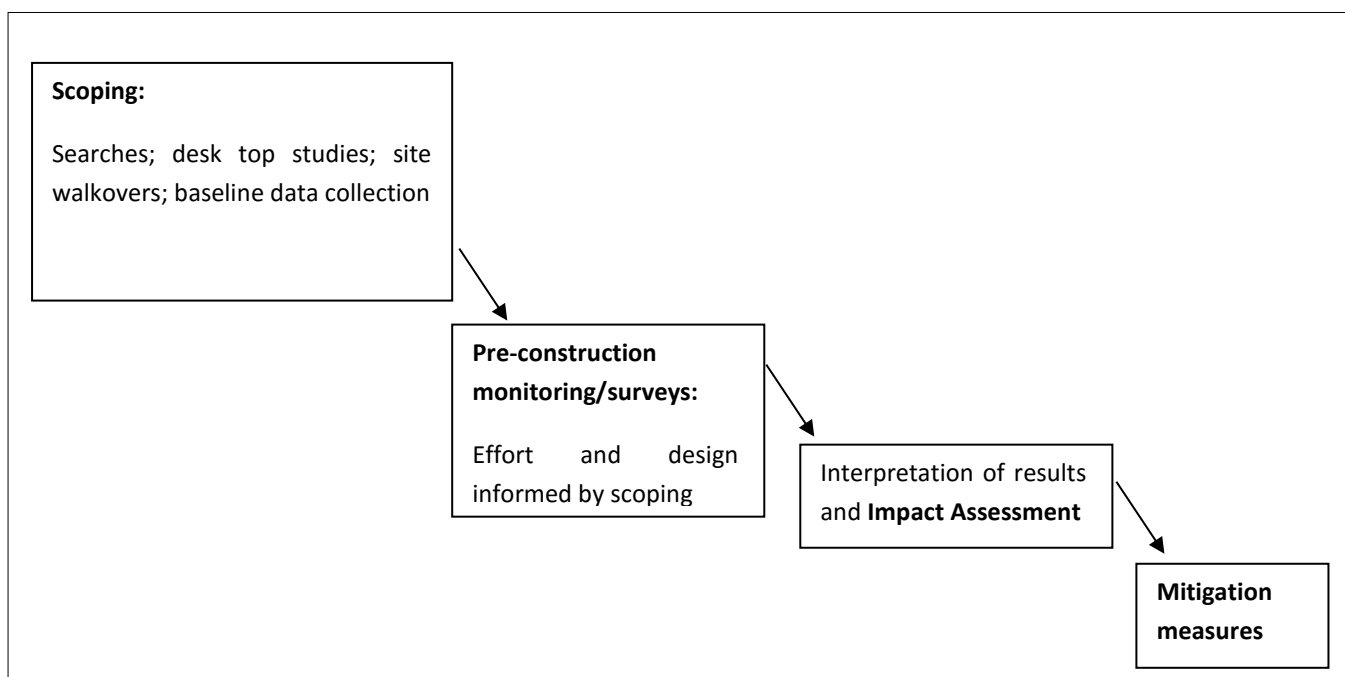 Scoping:
Searches; desk top studies; site
walkovers; baseline data collection
Pre-construction
monitoring/surveys:
Effort and design
informed by scoping
Interpretation of results
and Impact Assessment
Mitigation
measures